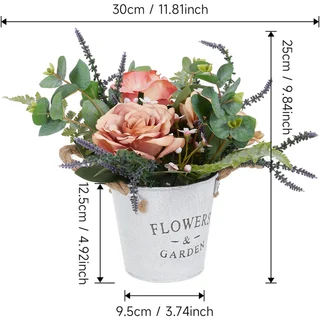 30cm / 11.81inch
25cm / 9.84inch
12.5cm / 4.92inch
FLOWERS
&
GARDEN
9.5cm / 3.74inch